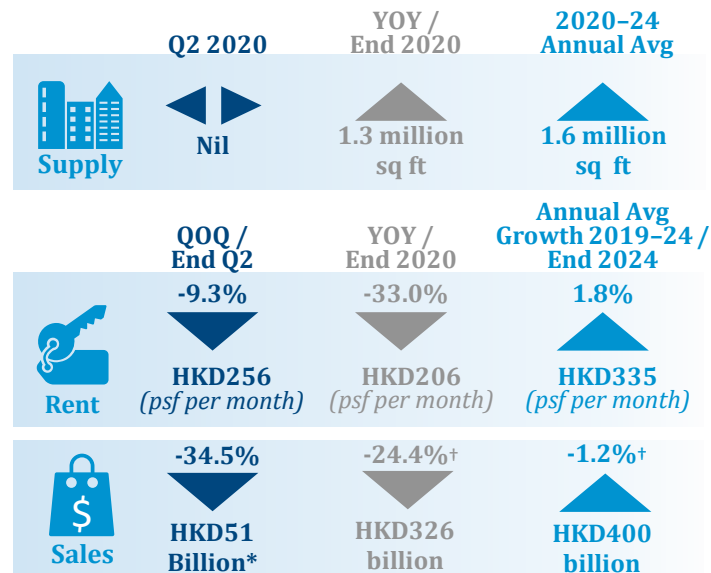 Q2 2020
YOY /
End 2020
2020–24
Annual Avg
Supply
Nil
1.3 million
sq ft
1.6 million
sq ft
QOQ /
End Q2
YOY /
End 2020
Annual Avg
Growth 2019–24 /
End 2024
Rent
-9.3%
HKD256
(psf per month)
-33.0%
HKD206
(psf per month)
1.8%
HKD335
(psf per month)
$
Sales
-34.5%
HKD51
Billion*
-24.4%†
HKD326
billion
-1.2%†
HKD400
billion